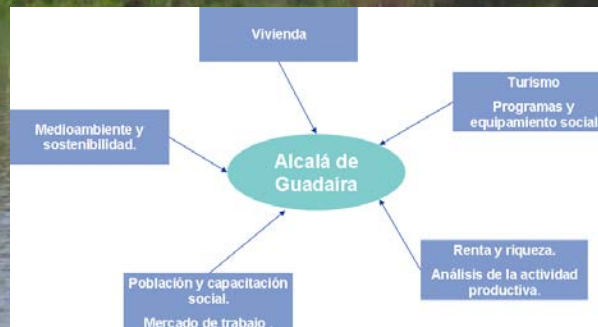 Vivienda
Turismo
Programas y
equipamiento social
Medioambiente y
sostenibilidad.
Alcalá de
Guadaíra
Renta y riqueza.
Análisis de la actividad
productiva.
Población y capacitación
social.
Mercado de trabajo .